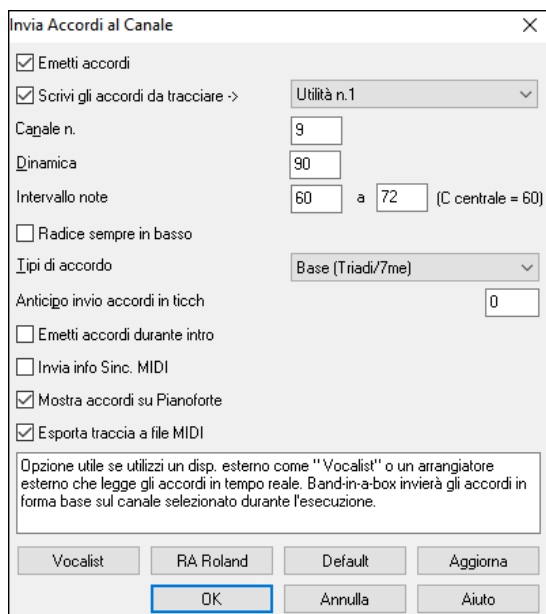 Invia Accordi al Canale
Emetti accordi
Scrivi gli accordi da tracciare -> Utilità n.1
Canale n. 9
Dinamica 90
Intervallo note 60 a 72 (C centrale = 60)
Radice sempre in basso
Tipi di accordo Base (Triadi/7me)
Anticipo invio accordi in ticch 0
Emetti accordi durante intro
Invia info Sinc. MIDI
Mostra accordi su Pianoforte
Esporta traccia a file MIDI
Opzione utile se utilizzi un disp. esterno come "Vocalist" o un arrangiatore
esterno che legge gli accordi in tempo reale. Band-in-a-box invierà gli accordi in
forma base sul canale selezionato durante l'esecuzione.
Vocalist RA Roland Default Aggiorna
OK Annulla Aiuto